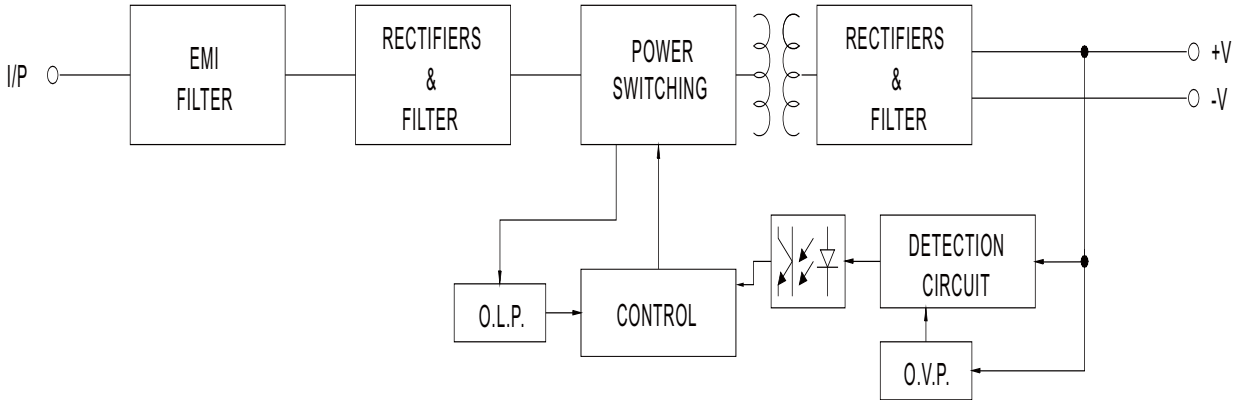 I/P
EMI
FILTER
RECTIFIERS
&
FILTER
POWER
SWITCHING
RECTIFIERS
&
FILTER
+V
-V
O.L.P.
CONTROL
DETECTION
CIRCUIT
O.V.P.